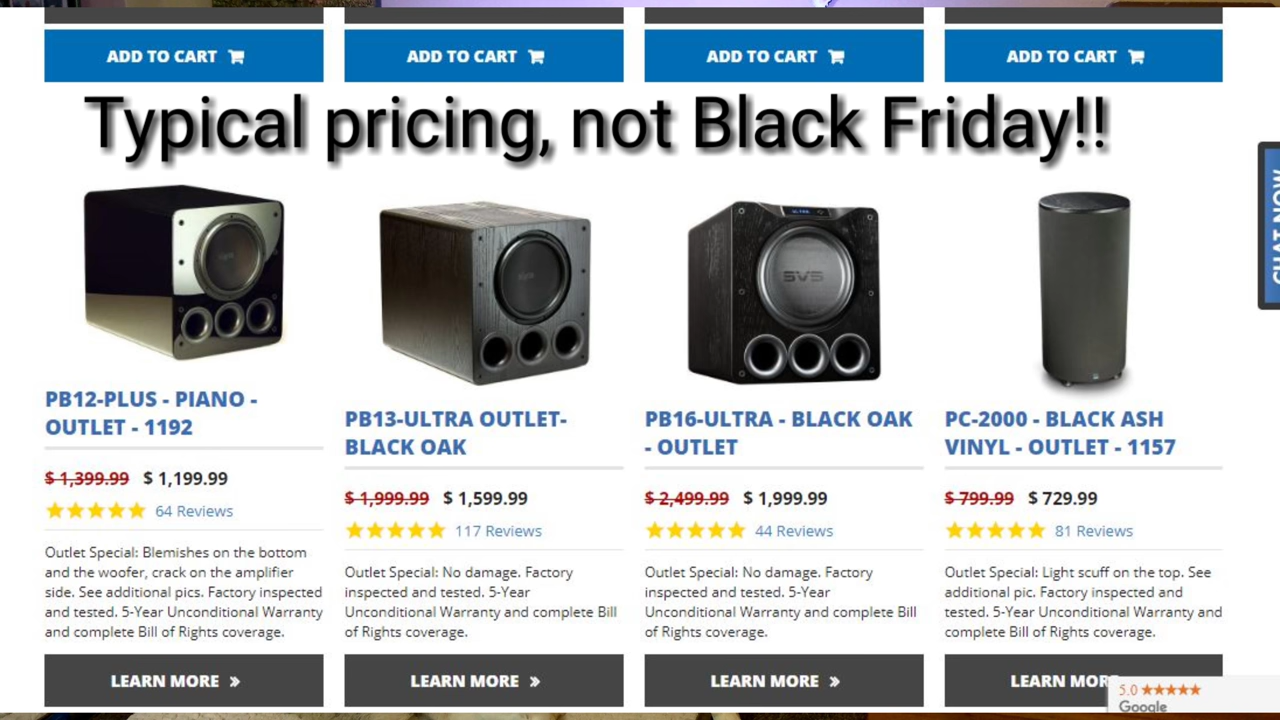 ADD TO CART
ADD TO CART
ADD TO CART
ADD TO CART
Typical pricing, not Black Friday!!
CHAT NOW
ULTRA
SVS
PB12-PLUS - PIANO -
OUTLET - 1192
$ 1,399.99 $ 1,199.99
64 Reviews
Outlet Special: Blemishes on the bottom
and the woofer, crack on the amplifier
side. See additional pics. Factory inspected
and tested. 5-Year Unconditional Warranty
and complete Bill of Rights coverage.
LEARN MORE »
PB13-ULTRA OUTLET-
BLACK OAK
$ 1,999.99 $ 1,599.99
117 Reviews
Outlet Special: No damage. Factory
inspected and tested. 5-Year
Unconditional Warranty and complete Bill
of Rights coverage.
LEARN MORE »
PB16-ULTRA - BLACK OAK
- OUTLET
$ 2,499.99 $ 1,999.99
44 Reviews
Outlet Special: No damage. Factory
inspected and tested. 5-Year
Unconditional Warranty and complete Bill
of Rights coverage.
LEARN MORE »
PC-2000 - BLACK ASH
VINYL - OUTLET - 1157
$ 799.99 $ 729.99
81 Reviews
Outlet Special: Light scuff on the top. See
additional pic. Factory inspected and
tested. 5-Year Unconditional Warranty and
complete Bill of Rights coverage.
LEARN MORE
5.0 ★★★★★
Google